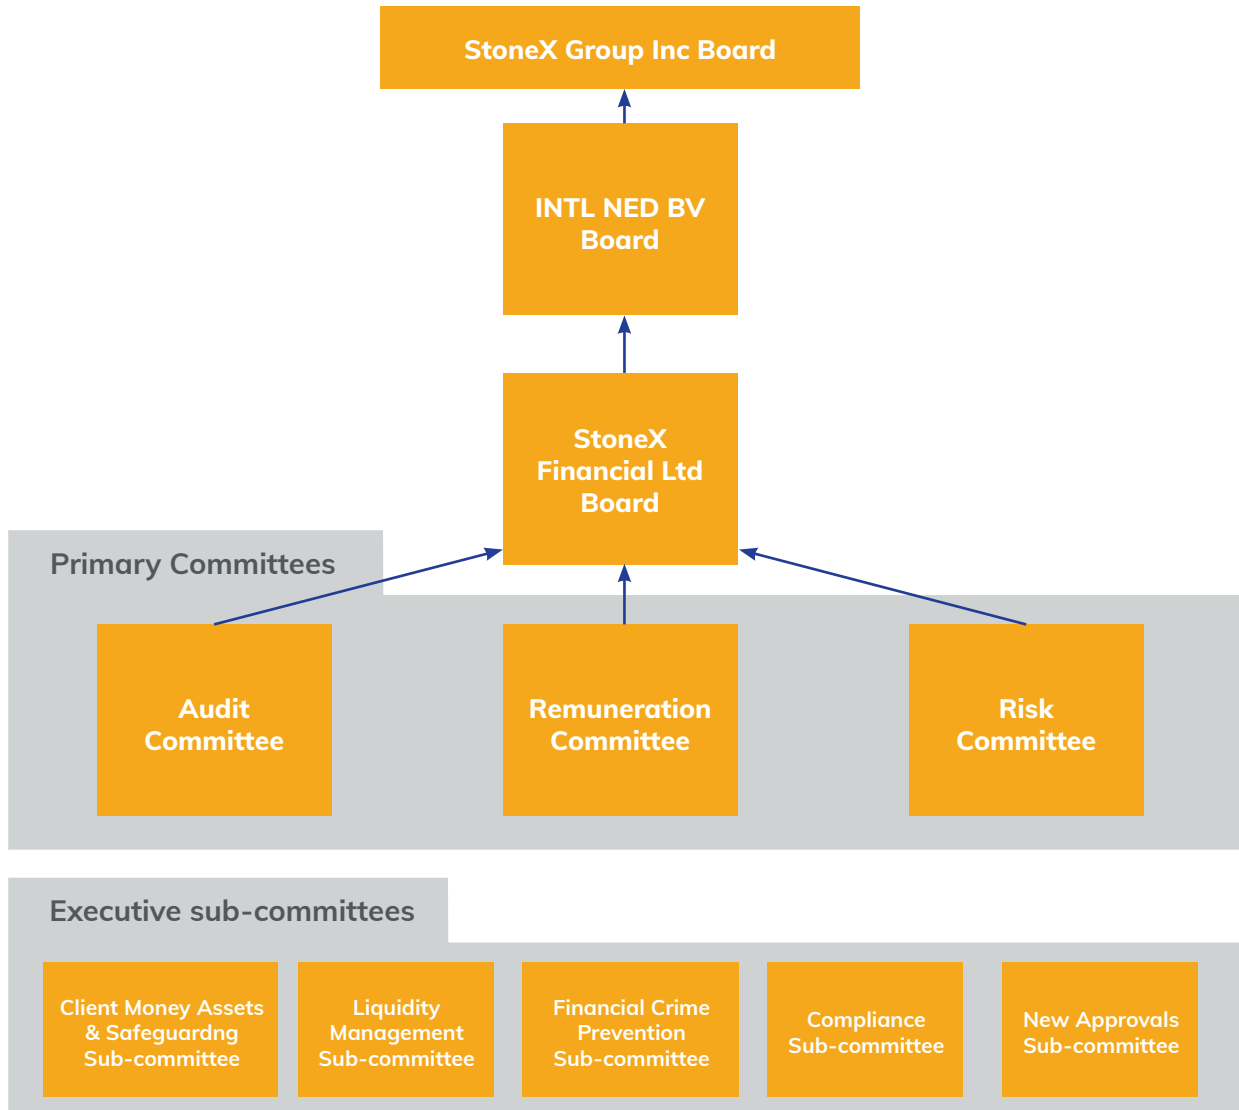 StoneX Group Inc Board
INTL NED BV
Board
StoneX
Financial Ltd
Board
Primary Committees
Audit
Committee
Remuneration
Committee
Risk
Committee
Executive sub-committees
Client Money Assets
& Safeguardng
Sub-committee
Liquidity
Management
Sub-committee
Financial Crime
Prevention
Sub-committee
Compliance
Sub-committee
New Approvals
Sub-committee